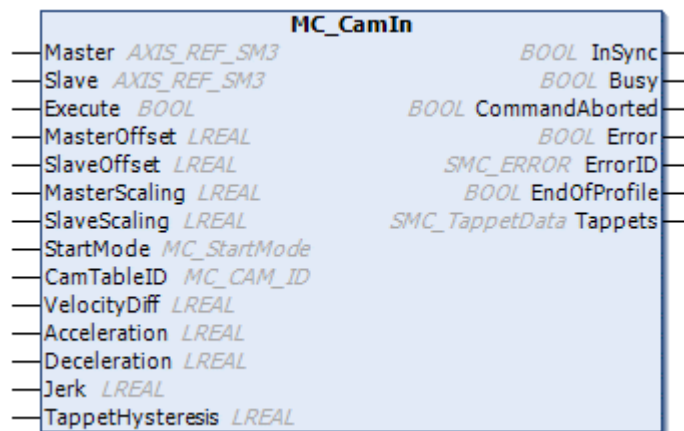 MC_CamIn
Master AXIS_REF_SM3 BOOL InSync
Slave AXIS_REF_SM3 BOOL Busy
Execute BOOL BOOL CommandAborted
MasterOffset LREAL BOOL Error
SlaveOffset LREAL SMC_ERROR ErrorID
MasterScaling LREAL BOOL EndOfProfile
SlaveScaling LREAL SMC_TappetData Tappets
StartMode MC_StartMode
CamTableID MC_CAM_ID
VelocityDiff LREAL
Acceleration LREAL
Deceleration LREAL
Jerk LREAL
TappetHysteresis LREAL